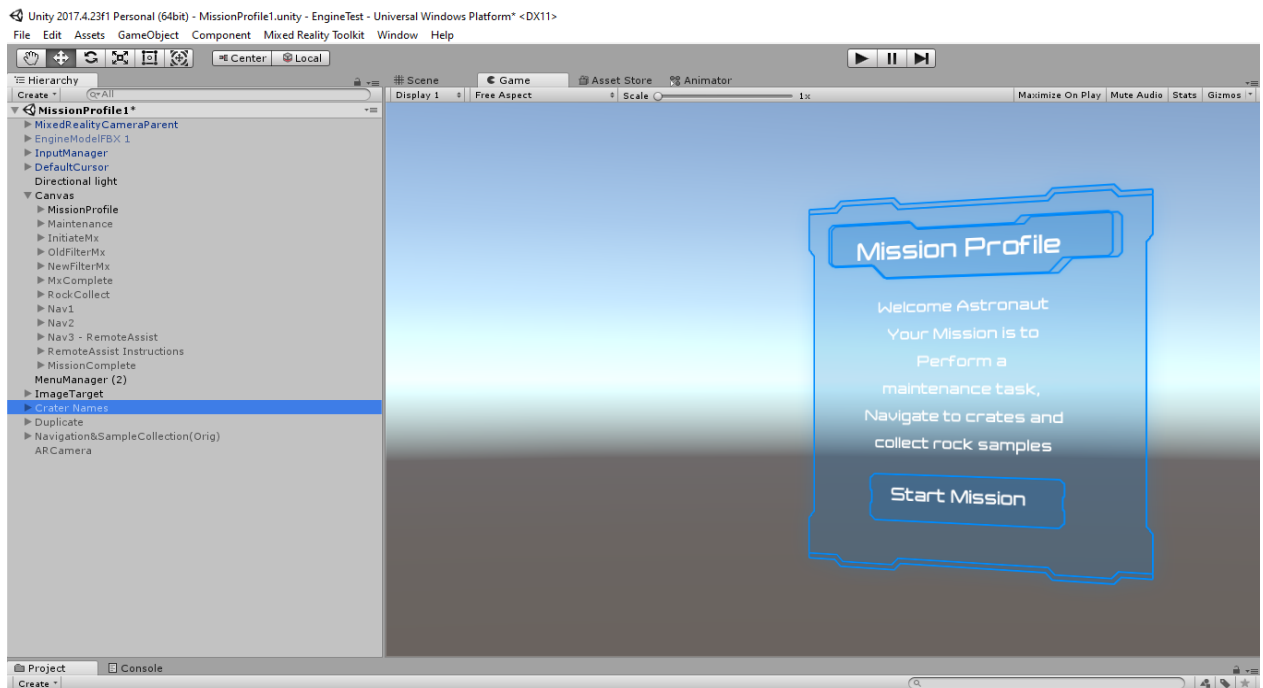 Unity 2017.4.23f1 Personal (64bit) - MissionProfile1.unity - EngineTest - Universal Windows Platform* <DX11>
File Edit Assets GameObject Component Mixed Reality Toolkit Window Help
Center Local
Hierarchy
Create All
MissionProfile1*
MixedRealityCameraParent
EngineModelFBX 1
InputManager
DefaultCursor
Directional light
Canvas
MissionProfile
Maintenance
InitiateMx
OldFilterMx
NewFilterMx
MxComplete
RockCollect
Nav1
Nav2
Nav3 - RemoteAssist
RemoteAssist Instructions
MissionComplete
MenuManager (2)
ImageTarget
Crater Names
Duplicate
Navigation&SampleCollection(Orig)
ARCamera
Scene Game Asset Store Animator
Display 1 Free Aspect Scale 1x Maximize On Play Mute Audio Stats Gizmos
Mission Profile
Welcome Astronaut
Your Mission is to
Perform a
maintenance task,
Navigate to crates and
collect rock samples
Start Mission
Project Console
Create